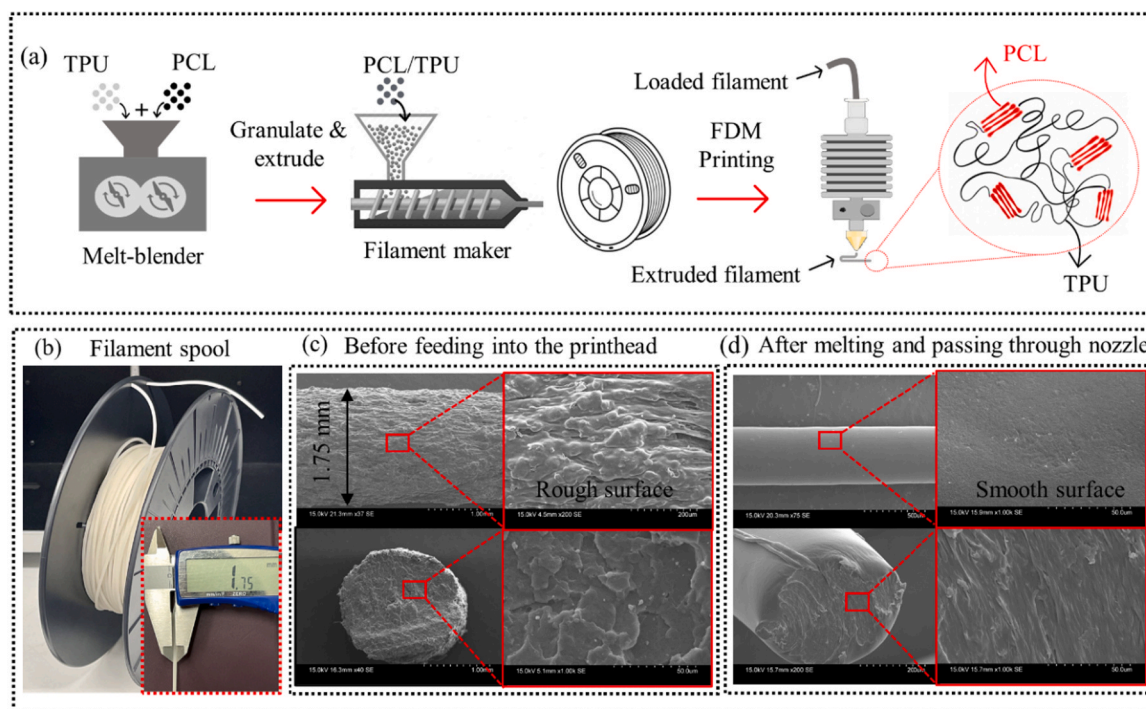 (a)
TPU
PCL
+
Melt-blender
Granulate &
extrude
PCL/TPU
Filament maker
FDM
Printing
Loaded filament
Extruded filament
PCL
TPU
(b)
Filament spool
1.75
mm
ZERO
(c)
Before feeding into the printhead
1.75 mm
15.0kV 21.3mm x37 SE
1.00mm
Rough surface
15.0kV 4.9mm x200 SE
200um
15.0kV 16.3mm x40 SE
1.00mm
15.0kV 5.1mm x1.00k SE
50.0um
(d)
After melting and passing through nozzle
15.0kV 20.3mm x75 SE
500um
Smooth surface
15.0kV 15.9mm x1.00k SE
50.0um
15.0kV 15.7mm x200 SE
200um
15.0kV 15.7mm x1.00k SE
50.0um